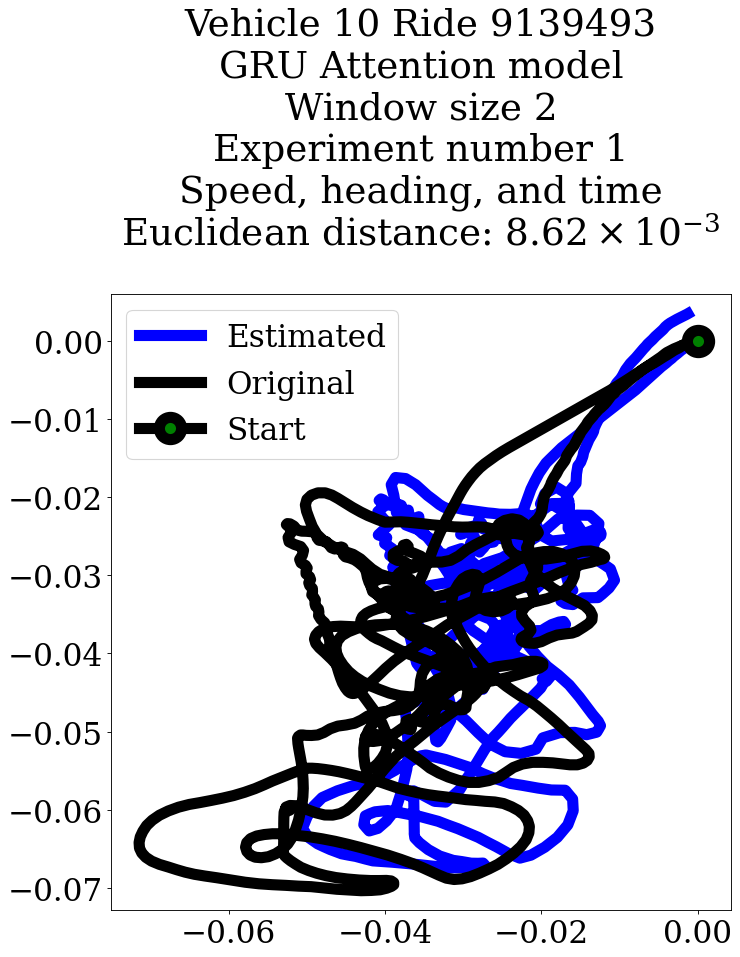 Vehicle 10 Ride 9139493
GRU Attention model
Window size 2
Experiment number 1
Speed, heading, and time
Euclidean distance: 8.62 × 10⁻³
Estimated
Original
Start
0.00
−0.01
−0.02
−0.03
−0.04
−0.05
−0.06
−0.07
−0.06 −0.04 −0.02 0.00